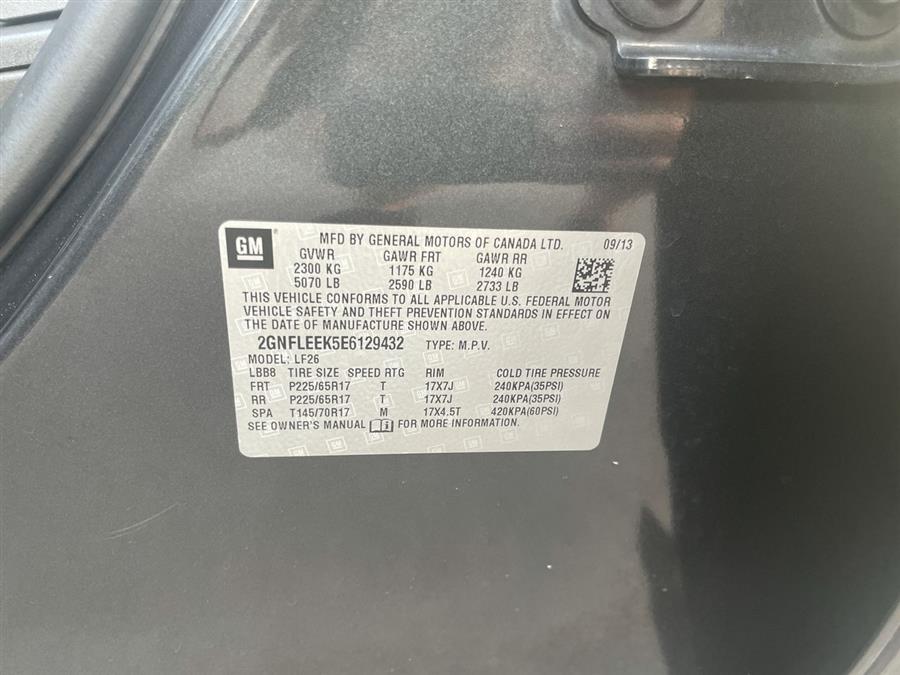 GM
MFD BY GENERAL MOTORS OF CANADA LTD. 09/13
GVWR GAWR FRT GAWR RR
2300 KG 1175 KG 1240 KG
5070 LB 2590 LB 2733 LB
THIS VEHICLE CONFORMS TO ALL APPLICABLE U.S. FEDERAL MOTOR
VEHICLE SAFETY AND THEFT PREVENTION STANDARDS IN EFFECT ON
THE DATE OF MANUFACTURE SHOWN ABOVE.
2GNFLEEK5E6129432 TYPE: M.P.V.
MODEL: LF26
LBB8 TIRE SIZE SPEED RTG RIM COLD TIRE PRESSURE
FRT P225/65R17 T 17X7J 240KPA(35PSI)
RR P225/65R17 T 17X7J 240KPA(35PSI)
SPA T145/70R17 M 17X4.5T 420KPA(60PSI)
SEE OWNER'S MANUAL FOR MORE INFORMATION.